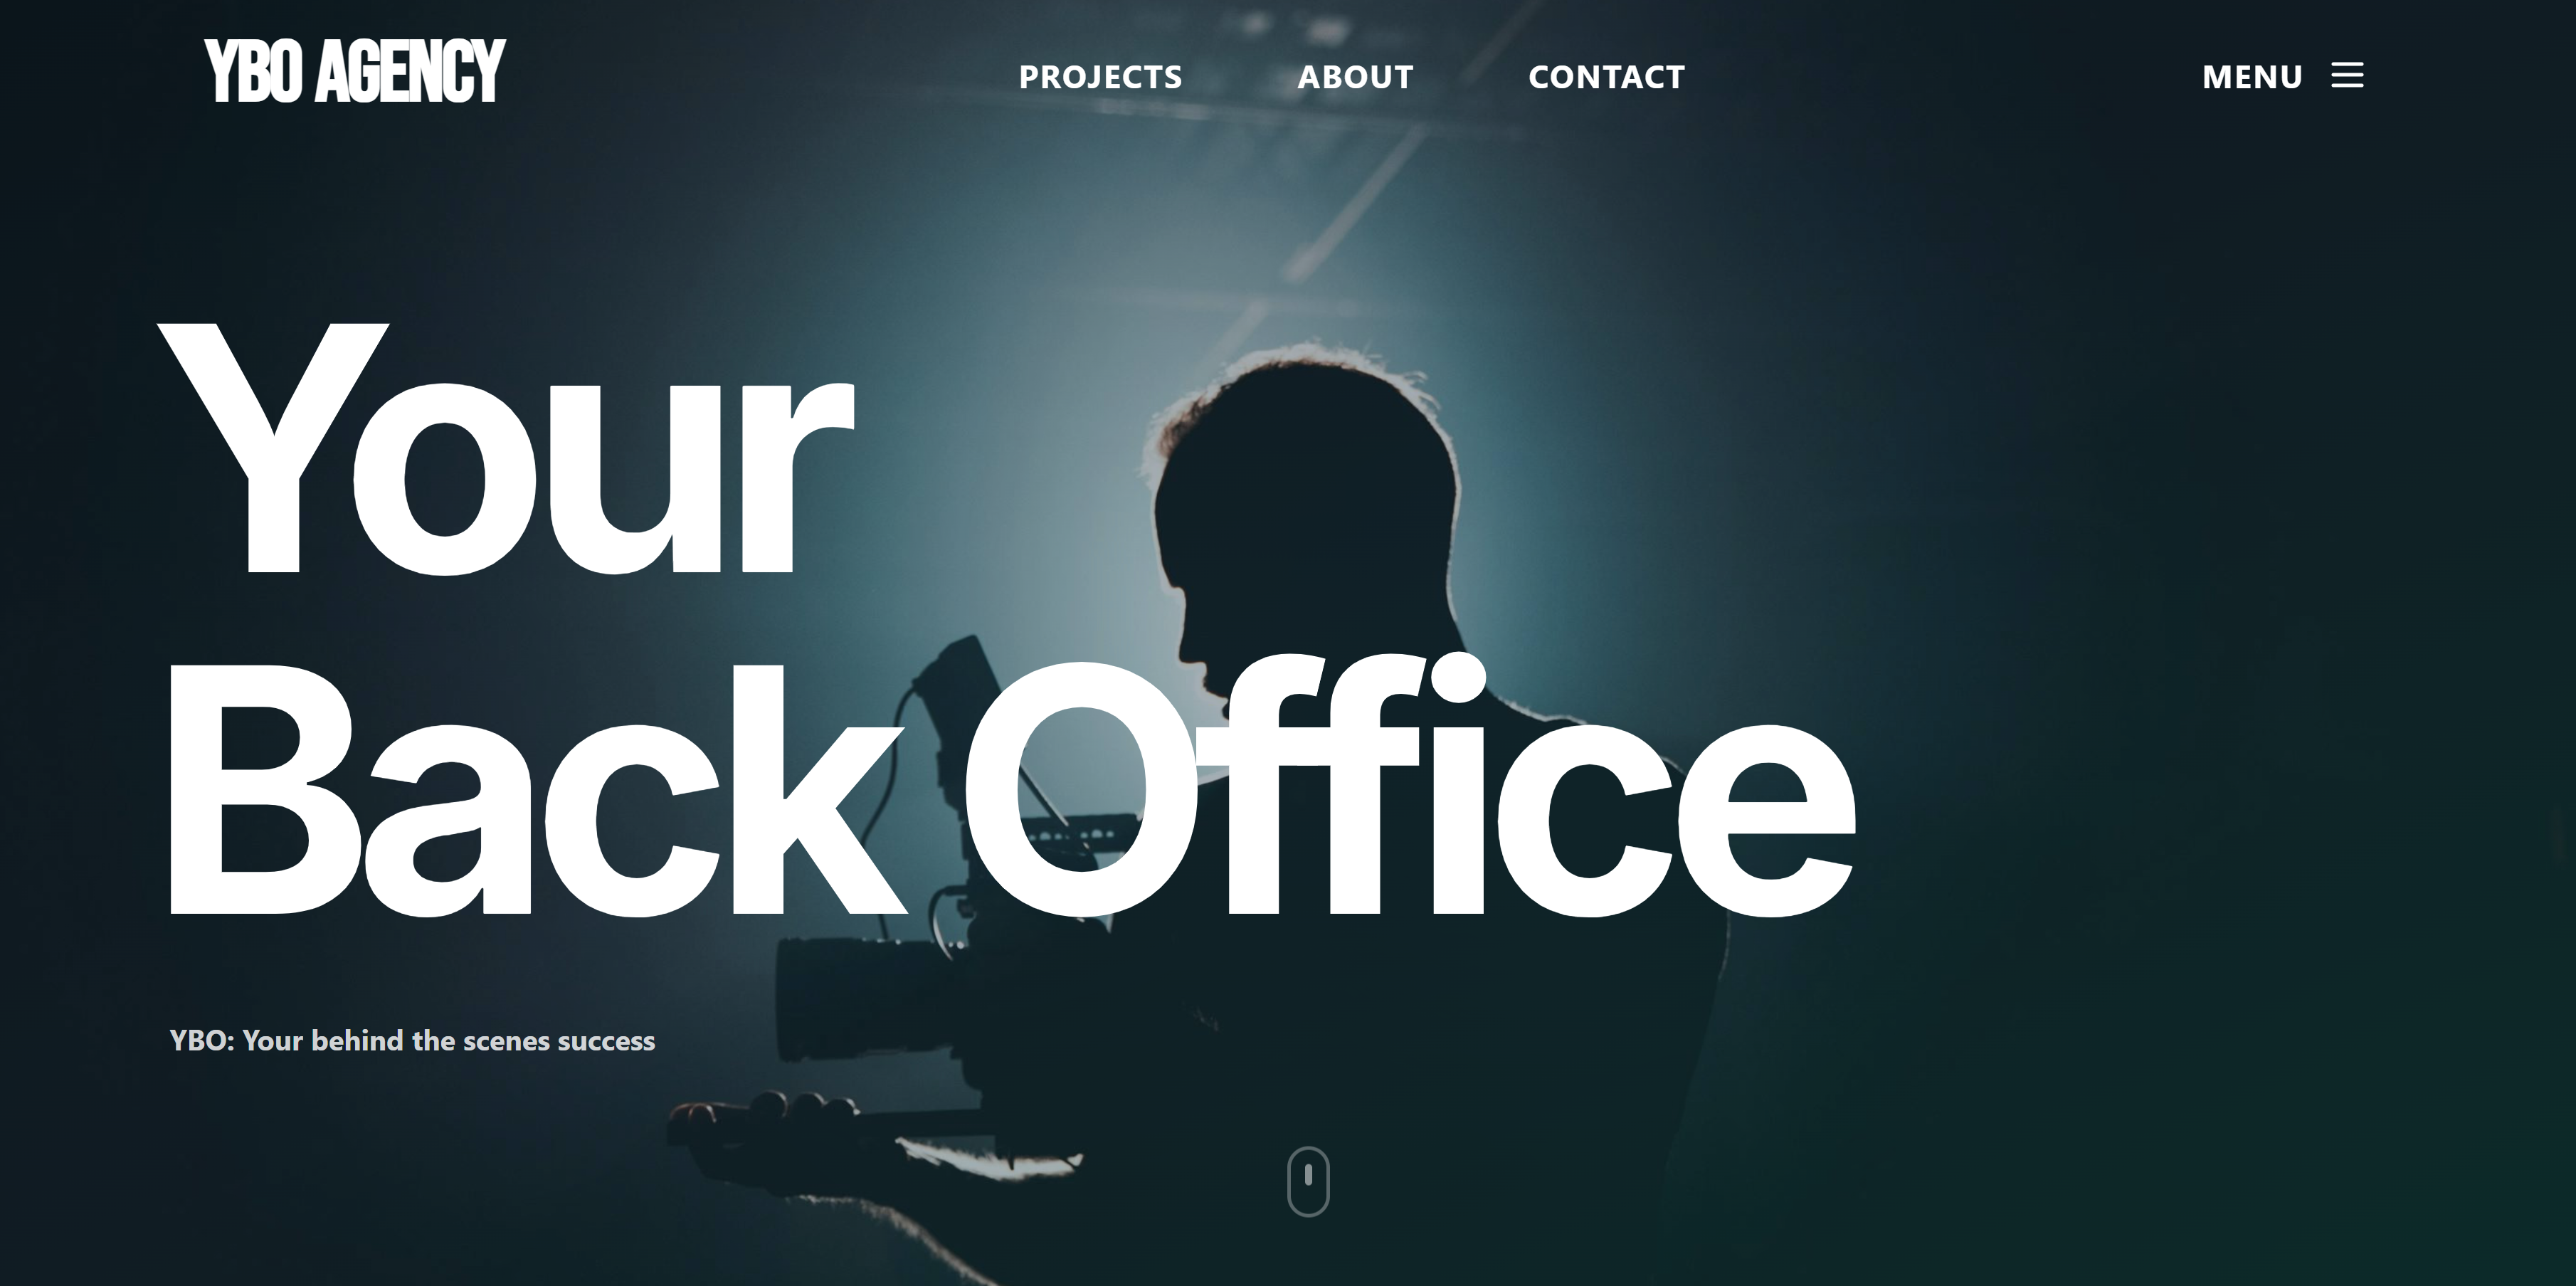 YBO AGENCY
PROJECTS ABOUT CONTACT
MENU
Your
Back Office
YBO: Your behind the scenes success